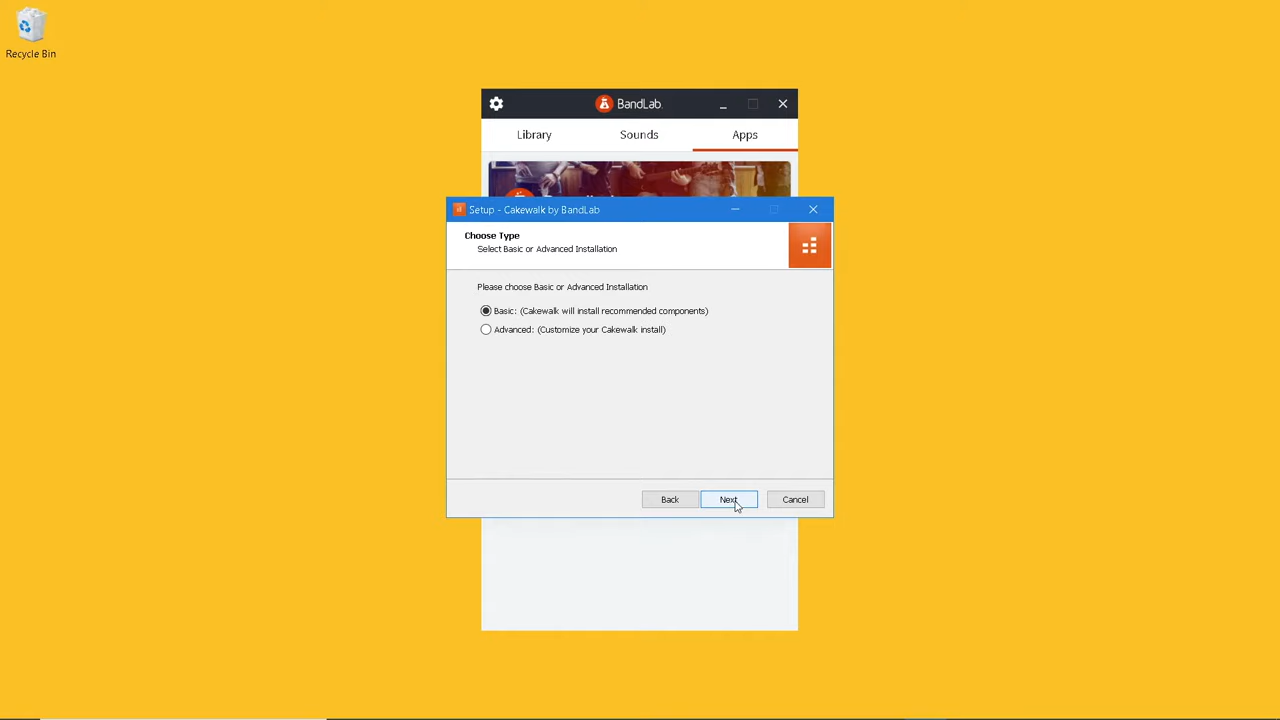 Recycle Bin
BandLab
Library Sounds Apps
Setup - Cakewalk by BandLab
Choose Type
Select Basic or Advanced Installation
Please choose Basic or Advanced Installation
Basic: (Cakewalk will install recommended components)
Advanced: (Customize your Cakewalk install)
Back Next Cancel